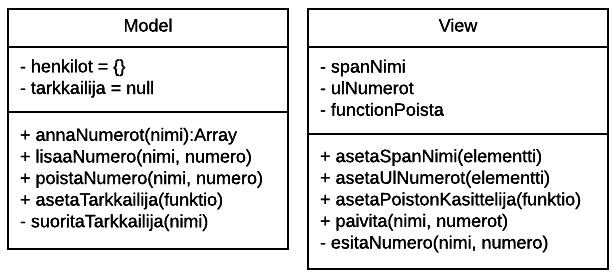 Model
- henkilot = {}
- tarkkailija = null
+ annaNumerot(nimi):Array
+ lisaaNumero(nimi, numero)
+ poistaNumero(nimi, numero)
+ asetaTarkkailija(funktio)
- suoritaTarkkailija(nimi)
View
- spanNimi
- ulNumerot
- functionPoista
+ asetaSpanNimi(elementti)
+ asetaUlNumerot(elementti)
+ asetaPoistonKasittelija(funktio)
+ paivita(nimi, numerot)
- esitaNumero(nimi, numero)